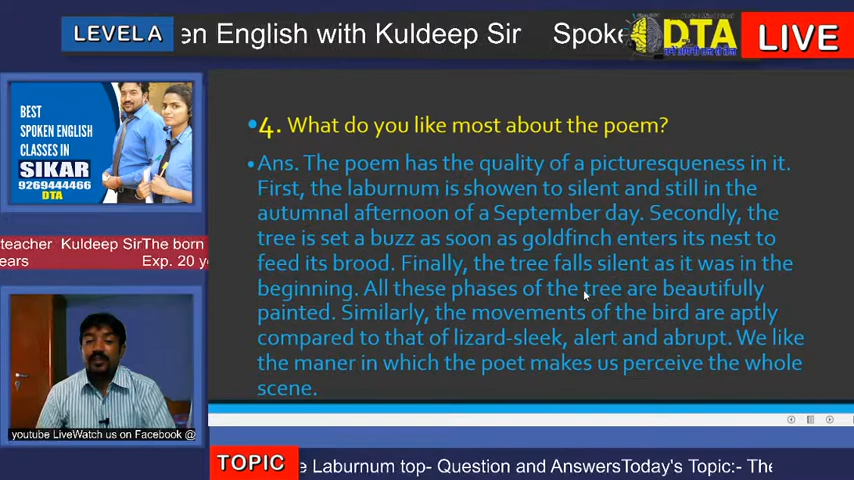 LEVEL A
en English with Kuldeep Sir Spoke
DTA
LIVE
BEST
SPOKEN ENGLISH
CLASSES IN
SIKAR
9269444466
DTA
•4. What do you like most about the poem?
•Ans. The poem has the quality of a picturesqueness in it.
First, the laburnum is showen to silent and still in the
autumnal afternoon of a September day. Secondly, the
tree is set a buzz as soon as goldfinch enters its nest to
feed its brood. Finally, the tree falls silent as it was in the
beginning. All these phases of the tree are beautifully
painted. Similarly, the movements of the bird are aptly
compared to that of lizard-sleek, alert and abrupt. We like
the maner in which the poet makes us perceive the whole
scene.
teacher Kuldeep SirThe born
ears Exp. 20 y
youtube LiveWatch us on Facebook @
TOPIC
e Laburnum top- Question and AnswersToday's Topic:- The